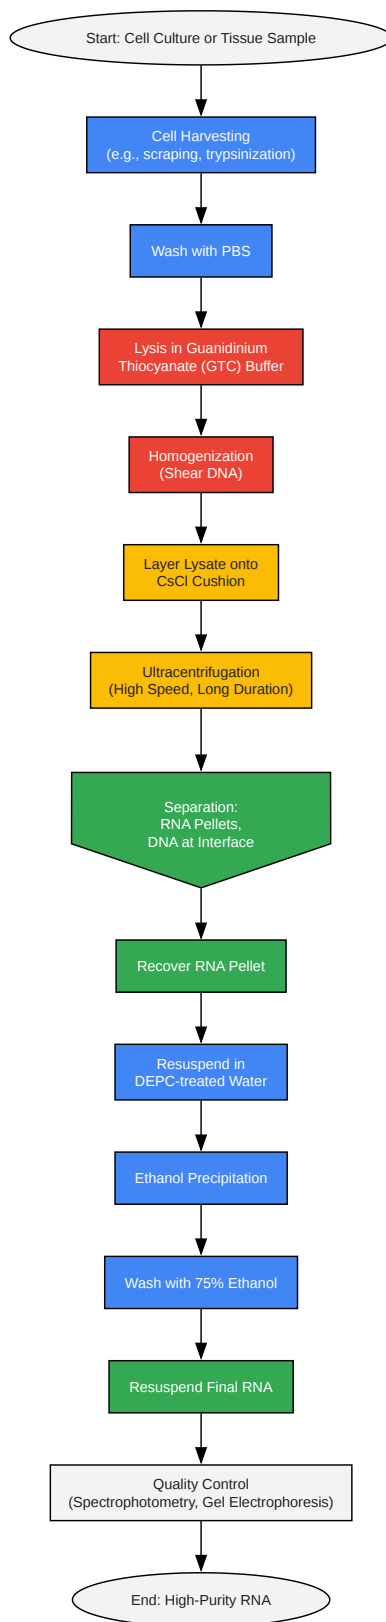 Start: Cell Culture or Tissue Sample
Cell Harvesting
(e.g., scraping, trypsinization)
Wash with PBS
Lysis in Guanidinium
Thiocyanate (GTC) Buffer
Homogenization
(Shear DNA)
Layer Lysate onto
CsCl Cushion
Ultracentrifugation
(High Speed, Long Duration)
Separation:
RNA Pellets,
DNA at Interface
Recover RNA Pellet
Resuspend in
DEPC-treated Water
Ethanol Precipitation
Wash with 75% Ethanol
Resuspend Final RNA
Quality Control
(Spectrophotometry, Gel Electrophoresis)
End: High-Purity RNA